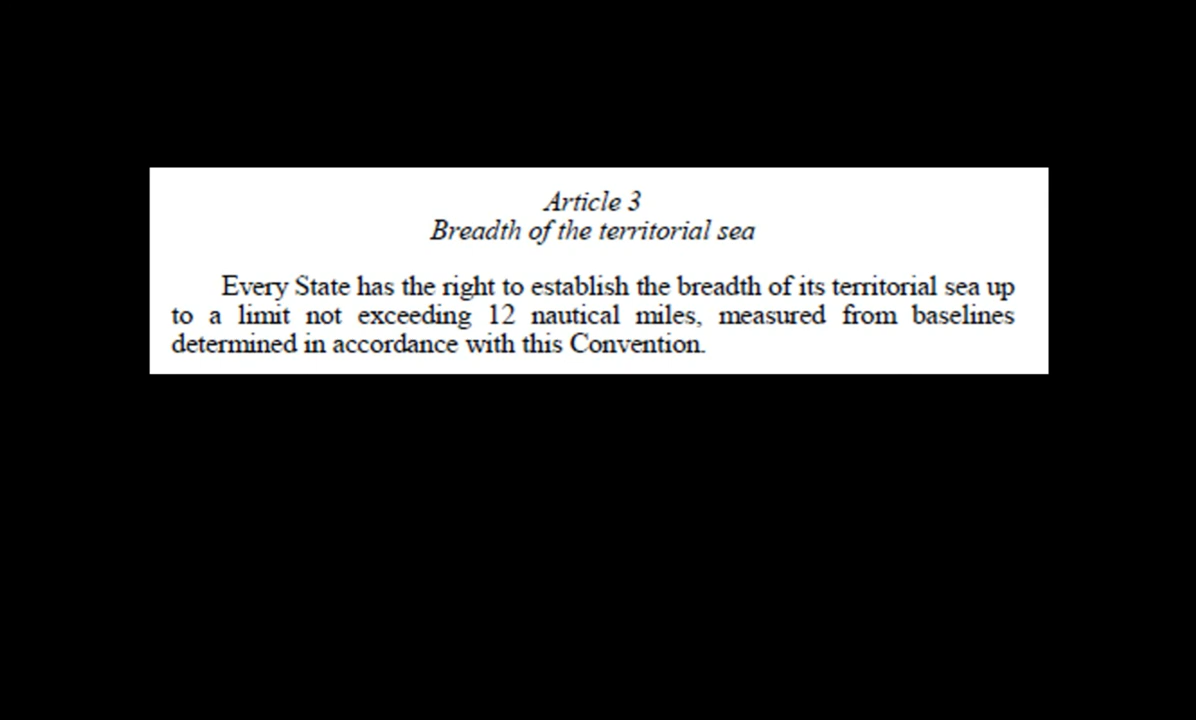 Article 3
Breadth of the territorial sea
Every State has the right to establish the breadth of its territorial sea up
to a limit not exceeding 12 nautical miles, measured from baselines
determined in accordance with this Convention.